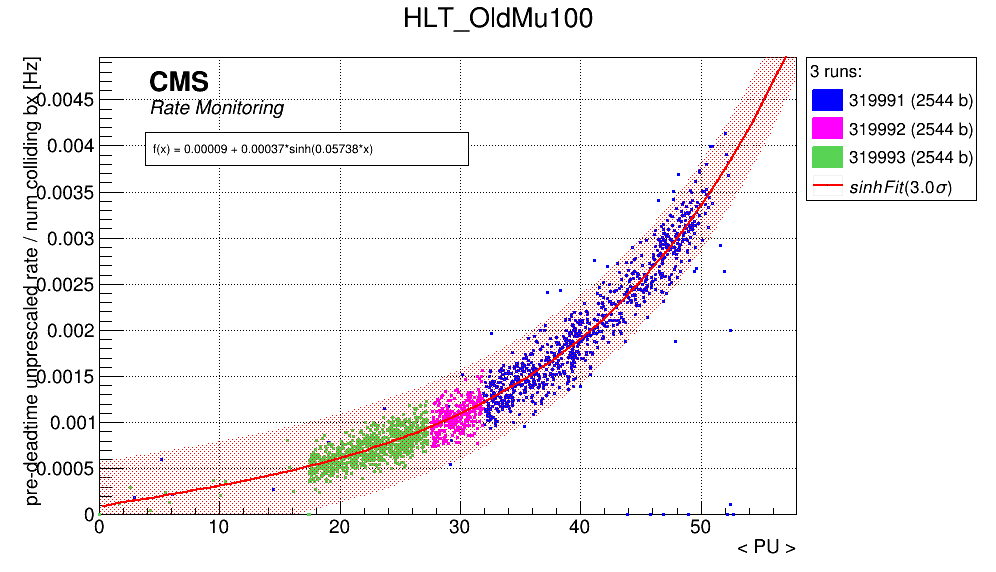 HLT_OldMu100
pre-deadtime unprescaled rate / num colliding bx [Hz]
CMS
Rate Monitoring
f(x) = 0.00009 + 0.00037*sinh(0.05738*x)
3 runs:
319991 (2544 b)
319992 (2544 b)
319993 (2544 b)
sinhFit(3.0σ)
0.0045
0.004
0.0035
0.003
0.0025
0.002
0.0015
0.001
0.0005
0
0 10 20 30 40 50
< PU >